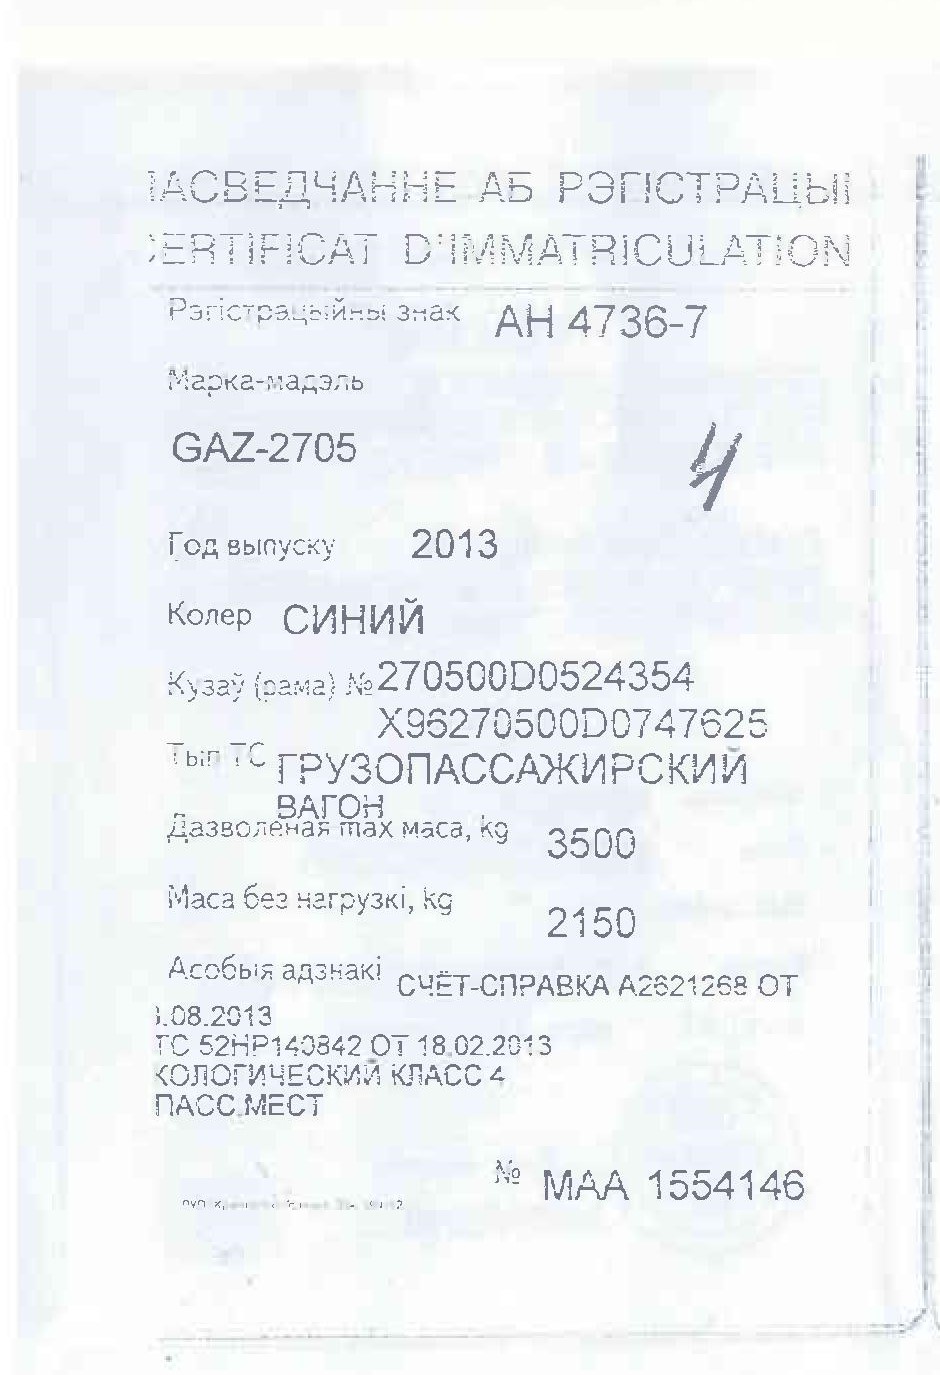 ЗАСВЕДЧАННЕ АБ РЭГІСТРАЦЫІ
CERTIFICAT D'IMMATRICULATION
Рэгістрацыйны знак АН 4736-7
Марка-мадэль
GAZ-2705
4
Год выпуску 2013
Колер СИНИЙ
Кузаў (рама) № 270500D0524354
X96270500D0747625
Тып ТС ГРУЗОПАССАЖИРСКИЙ
ВАГОН
Дазволеная max маса, kg 3500
Маса без нагрузкі, kg 2150
Асобыя адзнакі СЧЁТ-СПРАВКА А2621268 ОТ
.08.2013
ТС 52НР140842 ОТ 18.02.2013
КОЛОГИЧЕСКИЙ КЛАСС 4
ПАСС.МЕСТ
№ МАА 1554146